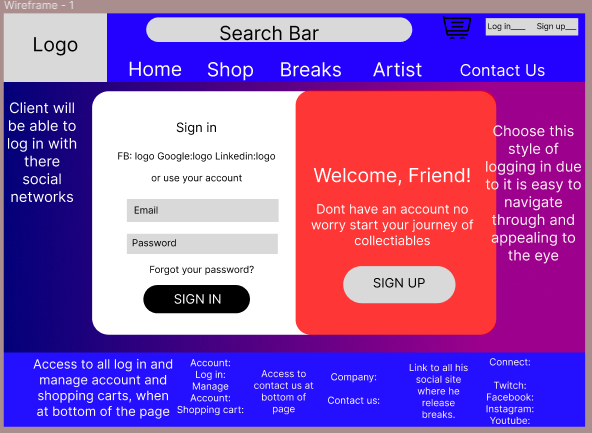 Wireframe - 1
Logo
Search Bar
Log in____ Sign up___
Home Shop Breaks Artist Contact Us
Client will
be able to
log in with
there
social
networks
Sign in
FB: logo Google:logo Linkedin:logo
or use your account
Email
Password
Forgot your password?
SIGN IN
Welcome, Friend!
Dont have an account no
worry start your journey of
collectiables
SIGN UP
Choose this
style of
logging in due
to it is easy to
navigate
through and
appealing to
the eye
Access to all log in and
manage account and
shopping carts, when
at bottom of the page
Account:
Log in:
Manage
Account:
Shopping cart:
Access to
contact us at
bottom of
page
Company:
Contact us:
Link to all his
social site
where he
release
breaks.
Connect:
Twitch:
Facebook:
Instagram:
Youtube: